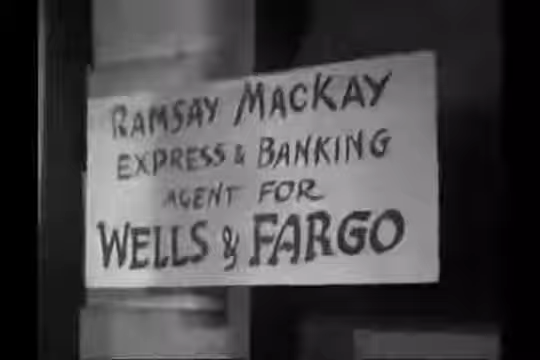 RAMSAY MACKAY
EXPRESS & BANKING
AGENT FOR
WELLS & FARGO